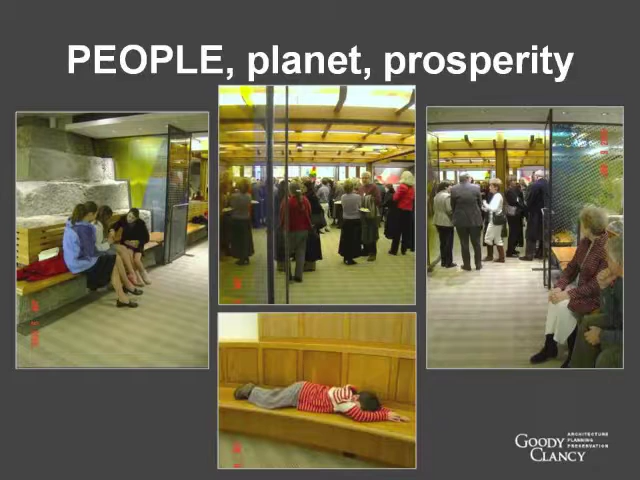 PEOPLE, planet, prosperity
GOODY
CLANCY
ARCHITECTURE
PLANNING
PRESERVATION